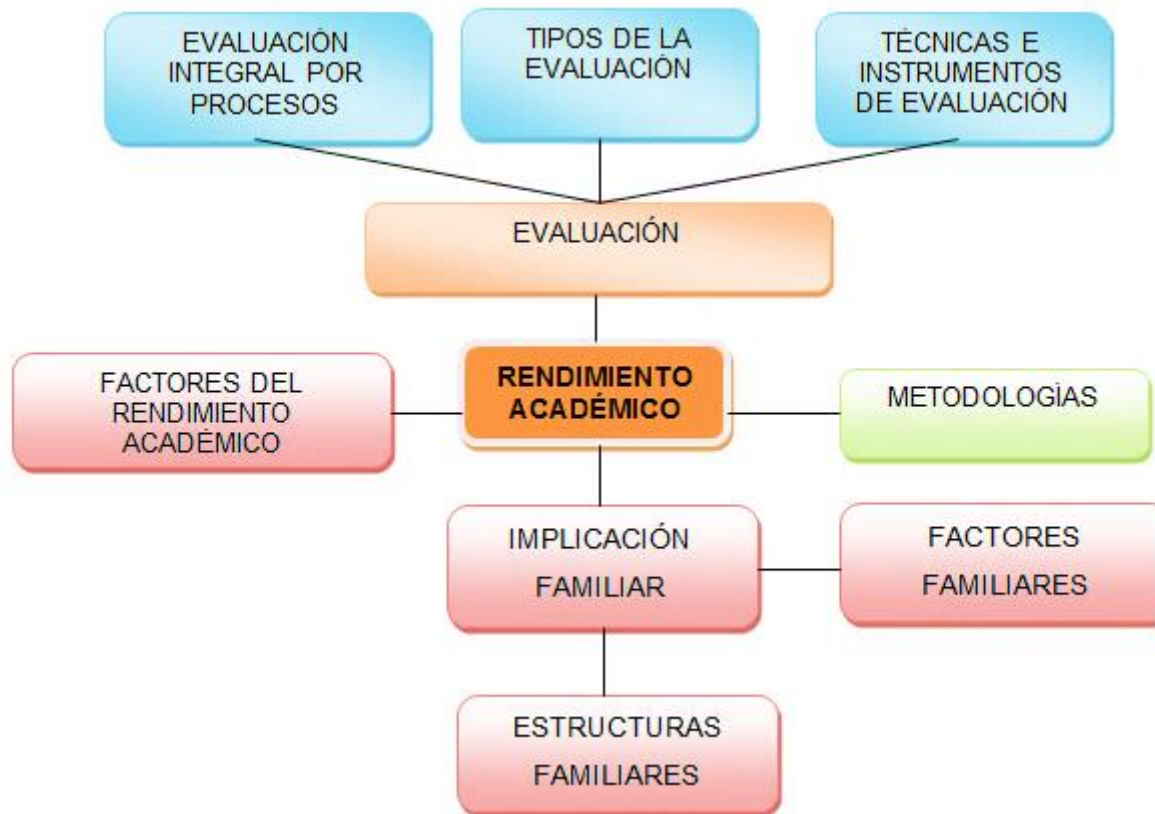 EVALUACIÓN
INTEGRAL POR
PROCESOS
TIPOS DE LA
EVALUACIÓN
TÉCNICAS E
INSTRUMENTOS
DE EVALUACIÓN
EVALUACIÓN
FACTORES DEL
RENDIMIENTO
ACADÉMICO
RENDIMIENTO
ACADÉMICO
METODOLOGÌAS
IMPLICACIÓN
FAMILIAR
FACTORES
FAMILIARES
ESTRUCTURAS
FAMILIARES